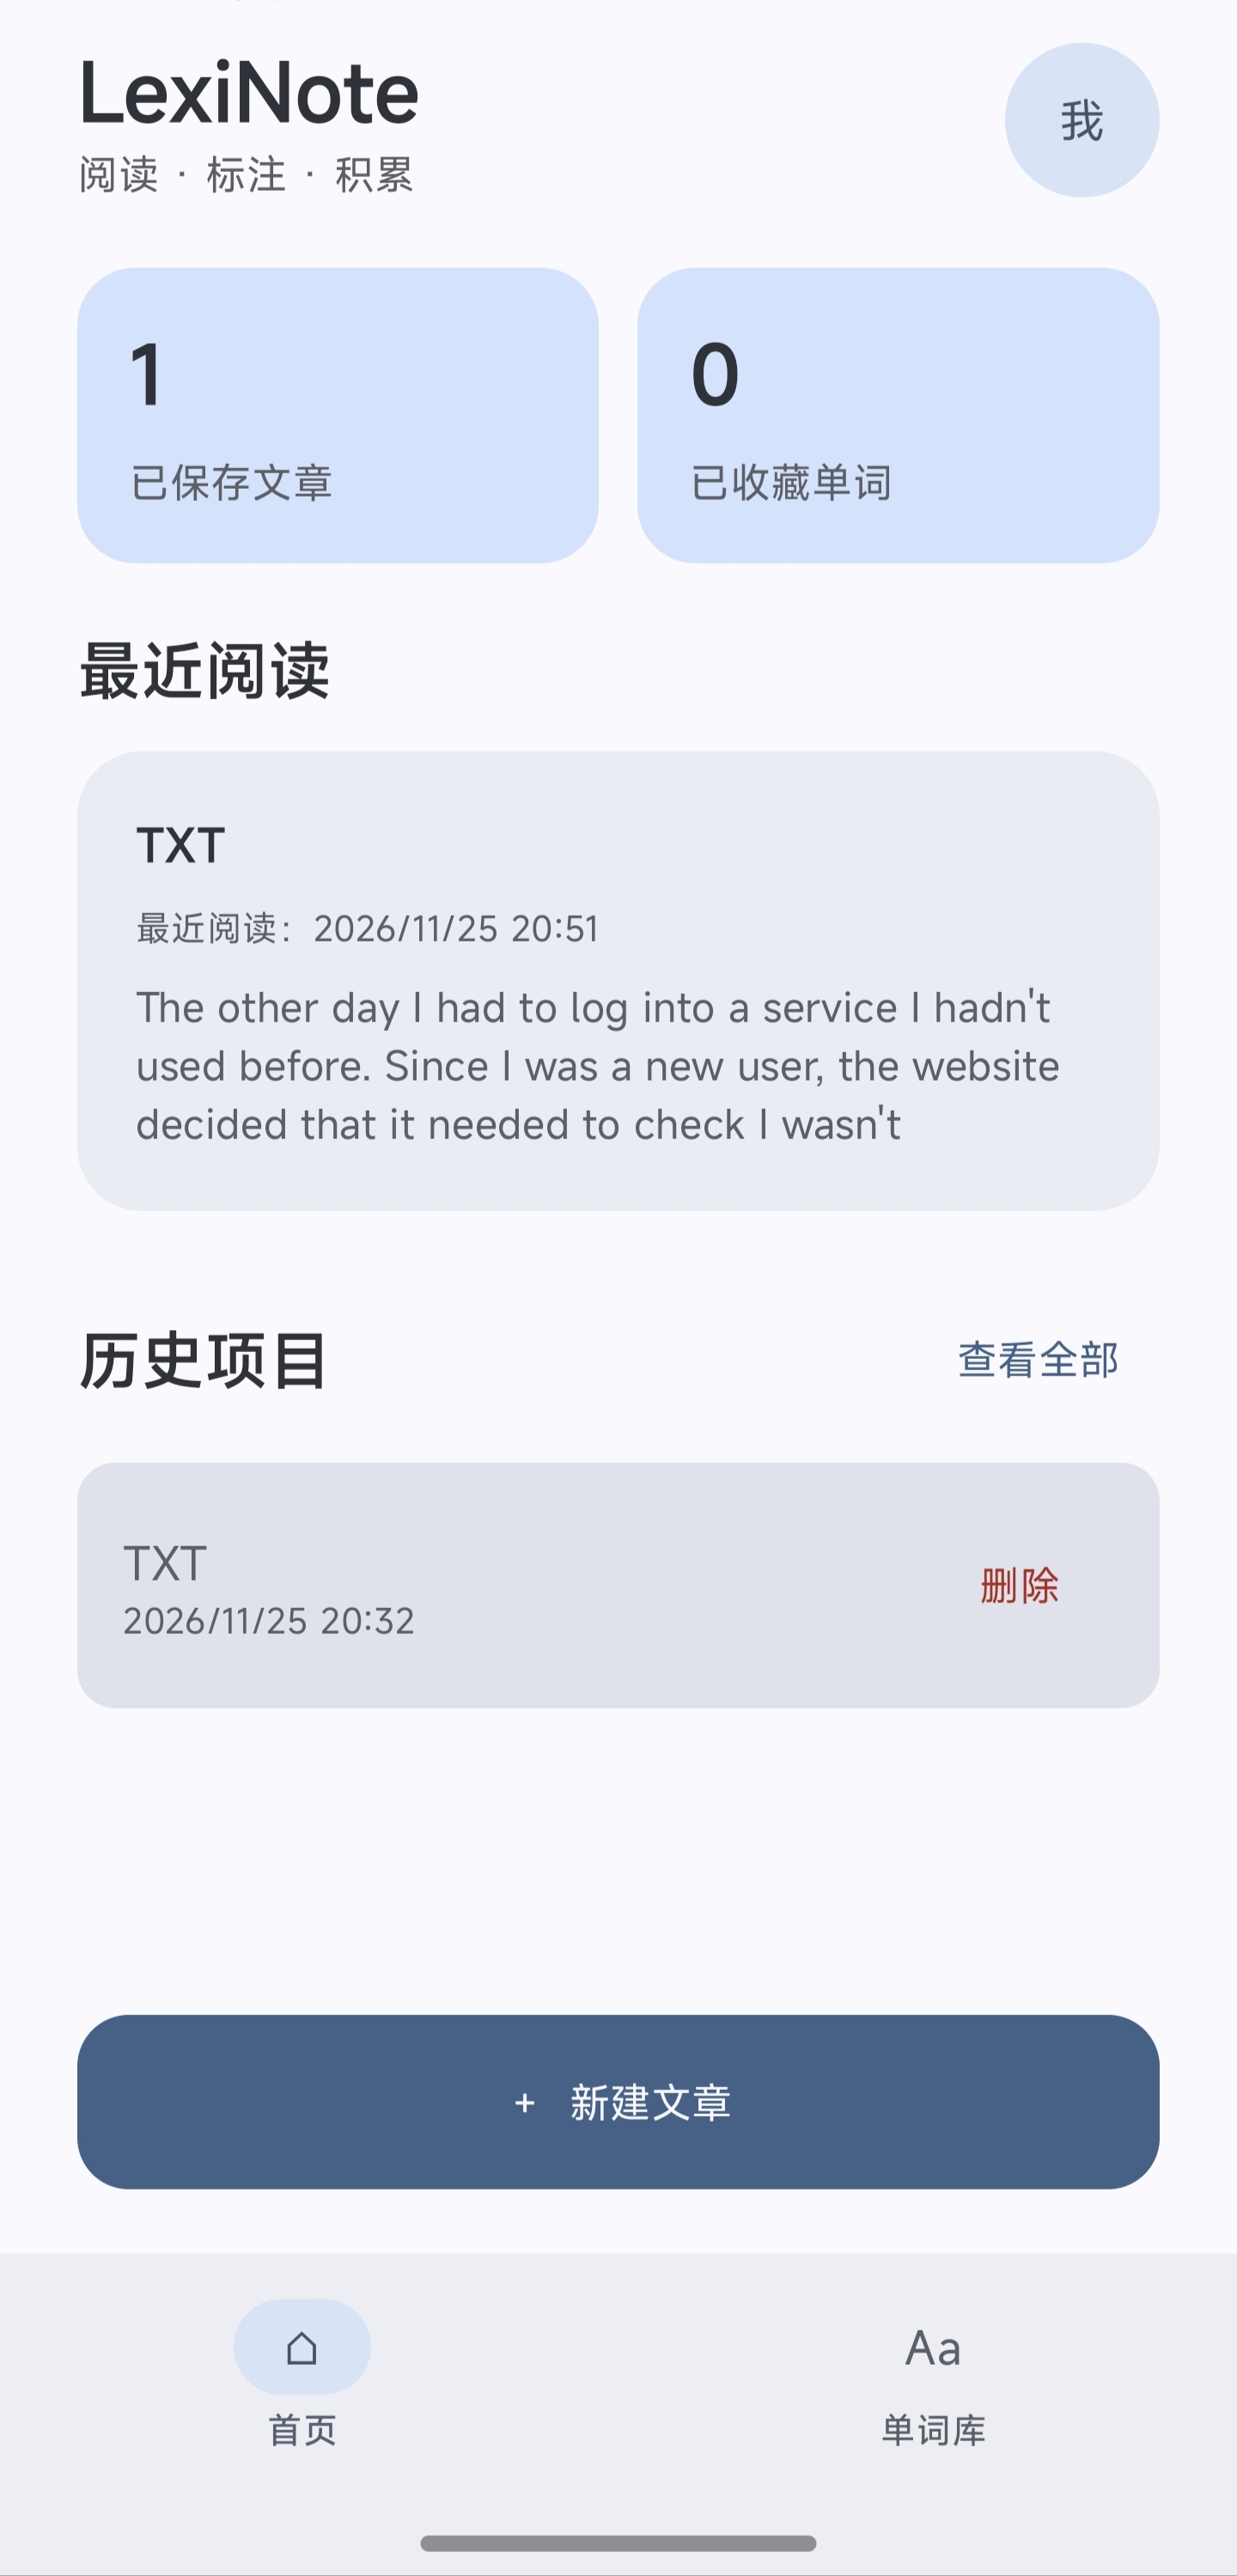 LexiNote
阅读 · 标注 · 积累
我
1
已保存文章
0
已收藏单词
最近阅读
TXT
最近阅读：2026/11/25 20:51
The other day I had to log into a service I hadn't
used before. Since I was a new user, the website
decided that it needed to check I wasn't
历史项目
查看全部
TXT
2026/11/25 20:32
删除
+ 新建文章
首页
Aa
单词库